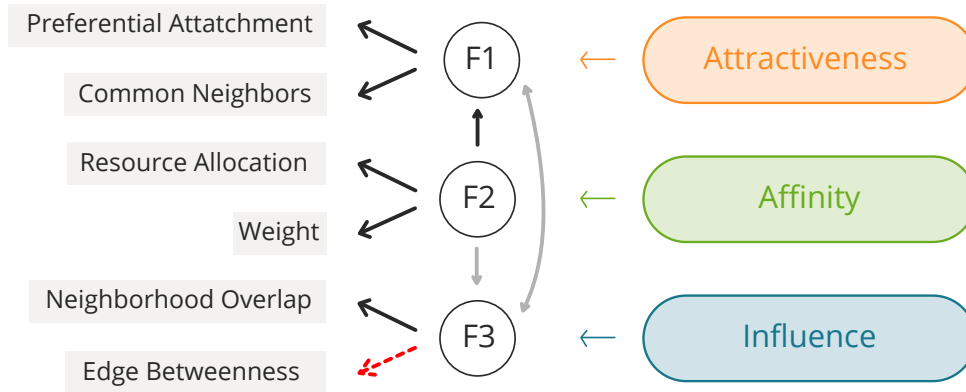 Preferential Attatchment
F1
Attractiveness
Common Neighbors
Resource Allocation
F2
Affinity
Weight
Neighborhood Overlap
F3
Influence
Edge Betweenness